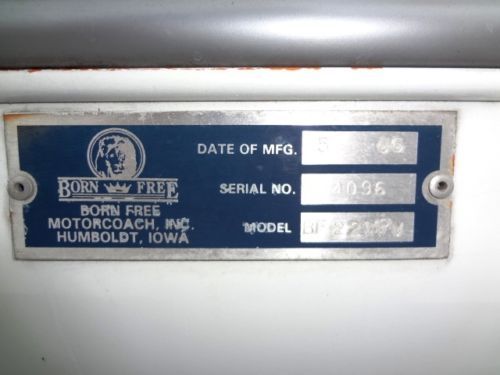 BORN FREE
BORN FREE
MOTORCOACH, INC.
HUMBOLDT, IOWA
DATE OF MFG.
SERIAL NO. 4096
MODEL